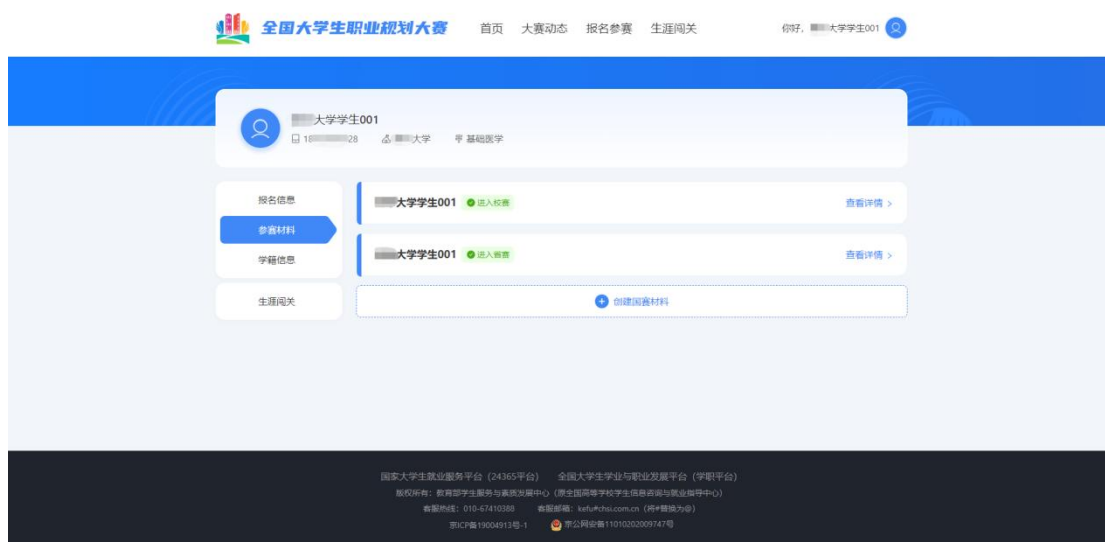 全国大学生职业规划大赛 首页 大赛动态 报名参赛 生涯闯关 你好，大学学生001
大学学生001
18 28 大学 基础医学
报名信息
大学学生001 进入校赛 查看详情 >
参赛材料
学籍信息
大学学生001 进入省赛 查看详情 >
生涯闯关
创建国赛材料
国家大学生就业服务平台（24365平台） 全国大学生学业与职业发展平台（学职平台）
版权所有：教育部学生服务与素质发展中心（原全国高等学校学生信息咨询与就业指导中心）
客服热线：010-67410388 客服邮箱：kefu#chsi.com.cn（将#替换为@）
京ICP备19004913号-1 京公网安备11010202009747号